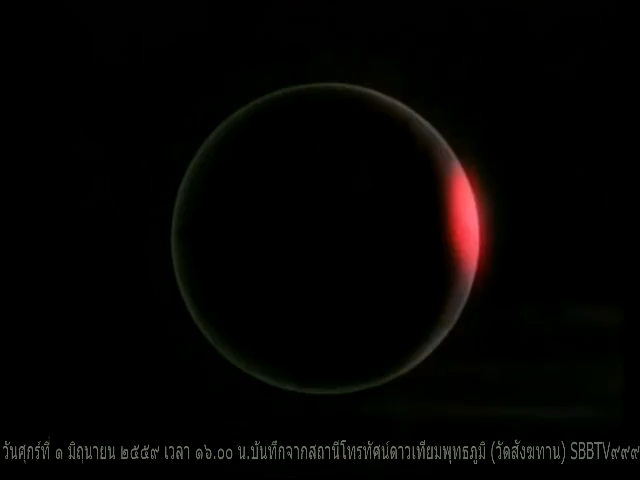 วันศุกร์ที่ ๑ มิถุนายน ๒๕๕๙ เวลา ๑๖.๐๐ น.บันทึกจากสถานีโทรทัศน์ดาวเทียมพุทธภูมิ (วัดสังฆทาน) SBBTV๙๙๙